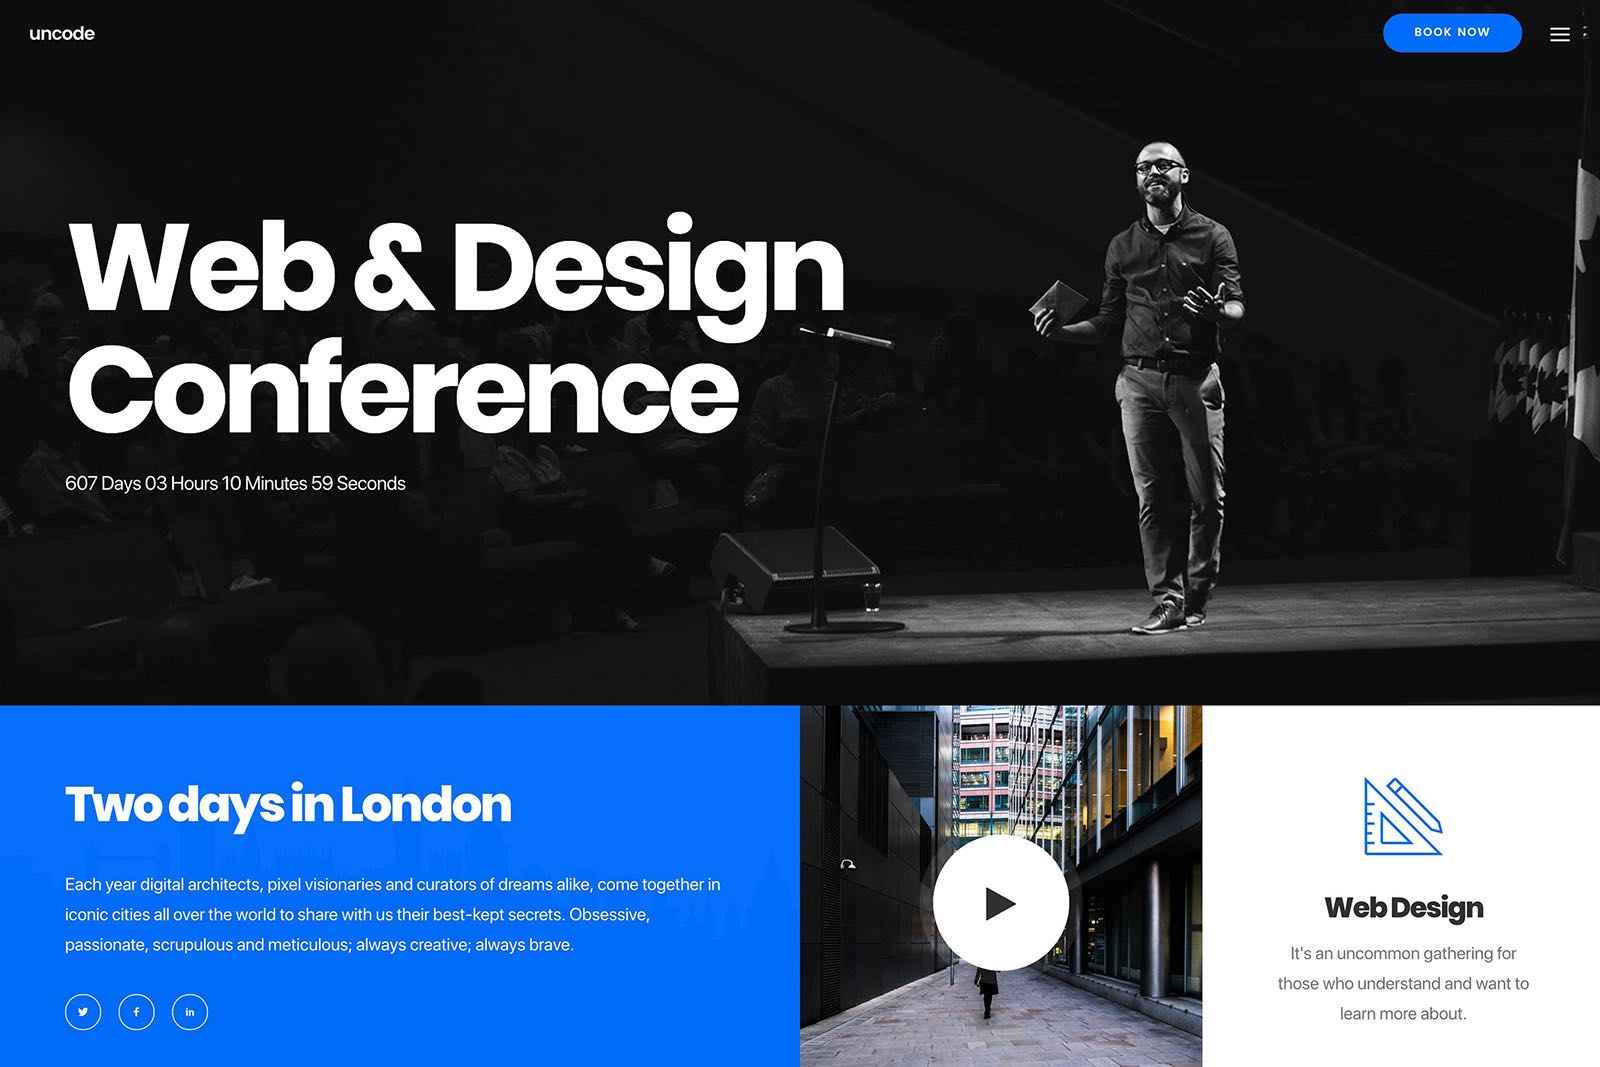 uncode
BOOK NOW
Web & Design
Conference
607 Days 03 Hours 10 Minutes 59 Seconds
Two days in London
Each year digital architects, pixel visionaries and curators of dreams alike, come together in
iconic cities all over the world to share with us their best-kept secrets. Obsessive,
passionate, scrupulous and meticulous; always creative; always brave.
in
Web Design
It's an uncommon gathering for
those who understand and want to
learn more about.